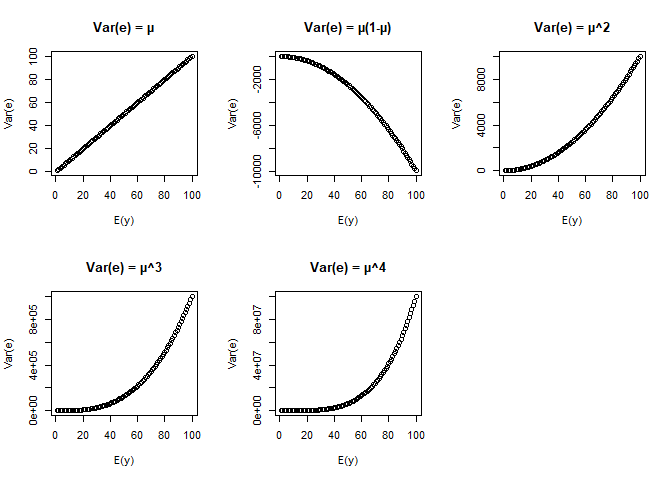 Var(e) = μ
Var(e)
0 20 40 60 80 100
0 20 40 60 80 100
E(y)
Var(e) = μ(1-μ)
Var(e)
-10000 -6000 -2000
0 20 40 60 80 100
E(y)
Var(e) = μ^2
Var(e)
0 4000 8000
0 20 40 60 80 100
E(y)
Var(e) = μ^3
Var(e)
0e+00 4e+05 8e+05
0 20 40 60 80 100
E(y)
Var(e) = μ^4
Var(e)
0e+00 4e+07 8e+07
0 20 40 60 80 100
E(y)